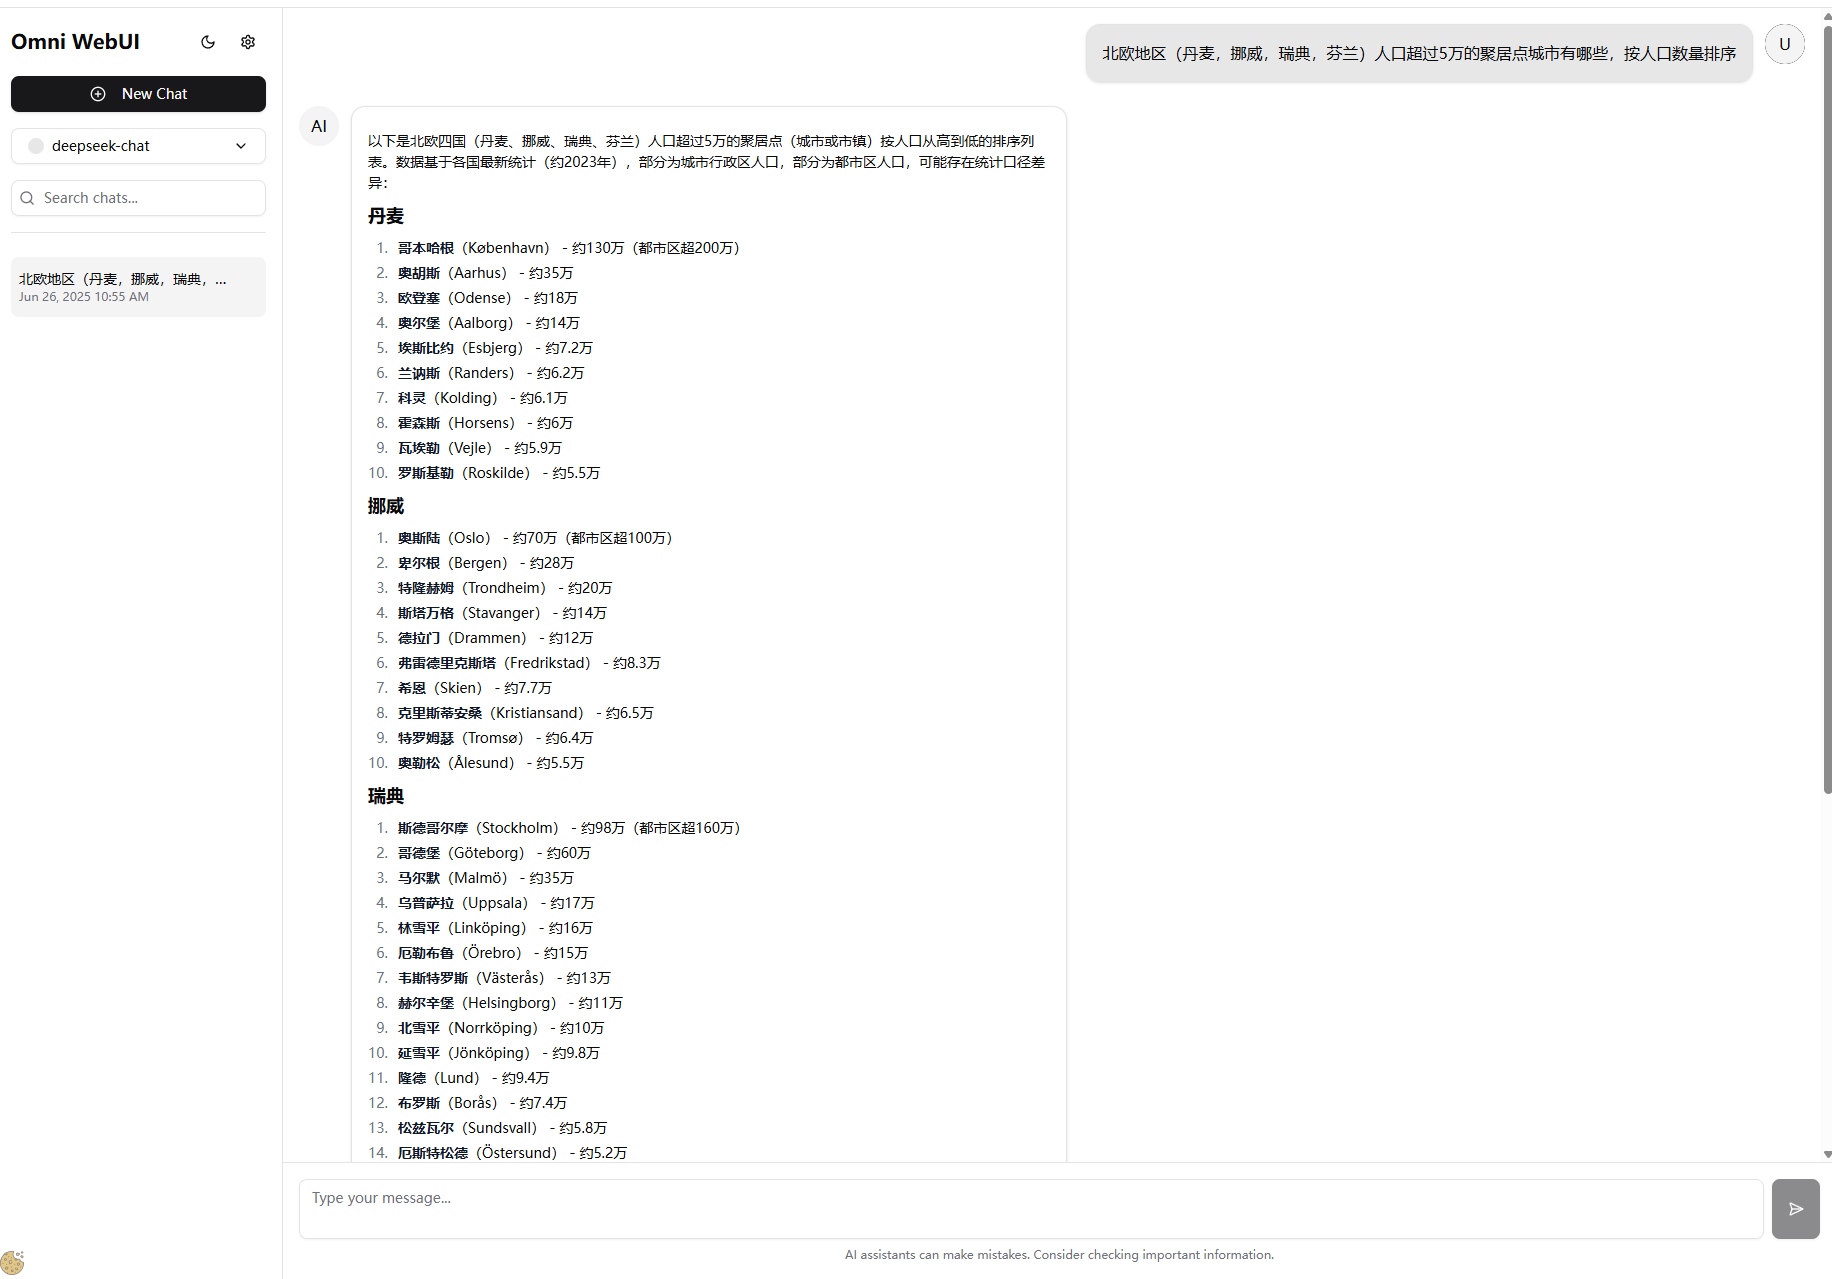 Omni WebUI
New Chat
deepseek-chat
Search chats...
北欧地区（丹麦，挪威，瑞典，...
Jun 26, 2025 10:55 AM
北欧地区（丹麦，挪威，瑞典，芬兰）人口超过5万的聚居点城市有哪些，按人口数量排序
U
AI
以下是北欧四国（丹麦、挪威、瑞典、芬兰）人口超过5万的聚居点（城市或市镇）按人口从高到低的排序列
表。数据基于各国最新统计（约2023年），部分为城市行政区人口，部分为都市区人口，可能存在统计口径差
异：
丹麦
1. 哥本哈根（København） - 约130万（都市区超200万）
2. 奥胡斯（Aarhus） - 约35万
3. 欧登塞（Odense） - 约18万
4. 奥尔堡（Aalborg） - 约14万
5. 埃斯比约（Esbjerg） - 约7.2万
6. 兰讷斯（Randers） - 约6.2万
7. 科灵（Kolding） - 约6.1万
8. 霍森斯（Horsens） - 约6万
9. 瓦埃勒（Vejle） - 约5.9万
10. 罗斯基勒（Roskilde） - 约5.5万
挪威
1. 奥斯陆（Oslo） - 约70万（都市区超100万）
2. 卑尔根（Bergen） - 约28万
3. 特隆赫姆（Trondheim） - 约20万
4. 斯塔万格（Stavanger） - 约14万
5. 德拉门（Drammen） - 约12万
6. 弗雷德里克斯塔（Fredrikstad） - 约8.3万
7. 希恩（Skien） - 约7.7万
8. 克里斯蒂安桑（Kristiansand） - 约6.5万
9. 特罗姆瑟（Tromsø） - 约6.4万
10. 奥勒松（Ålesund） - 约5.5万
瑞典
1. 斯德哥尔摩（Stockholm） - 约98万（都市区超160万）
2. 哥德堡（Göteborg） - 约60万
3. 马尔默（Malmö） - 约35万
4. 乌普萨拉（Uppsala） - 约17万
5. 林雪平（Linköping） - 约16万
6. 厄勒布鲁（Örebro） - 约15万
7. 韦斯特罗斯（Västerås） - 约13万
8. 赫尔辛堡（Helsingborg） - 约11万
9. 北雪平（Norrköping） - 约10万
10. 延雪平（Jönköping） - 约9.8万
11. 隆德（Lund） - 约9.4万
12. 布罗斯（Borås） - 约7.4万
13. 松兹瓦尔（Sundsvall） - 约5.8万
14. 厄斯特松德（Östersund） - 约5.2万
Type your message...
AI assistants can make mistakes. Consider checking important information.